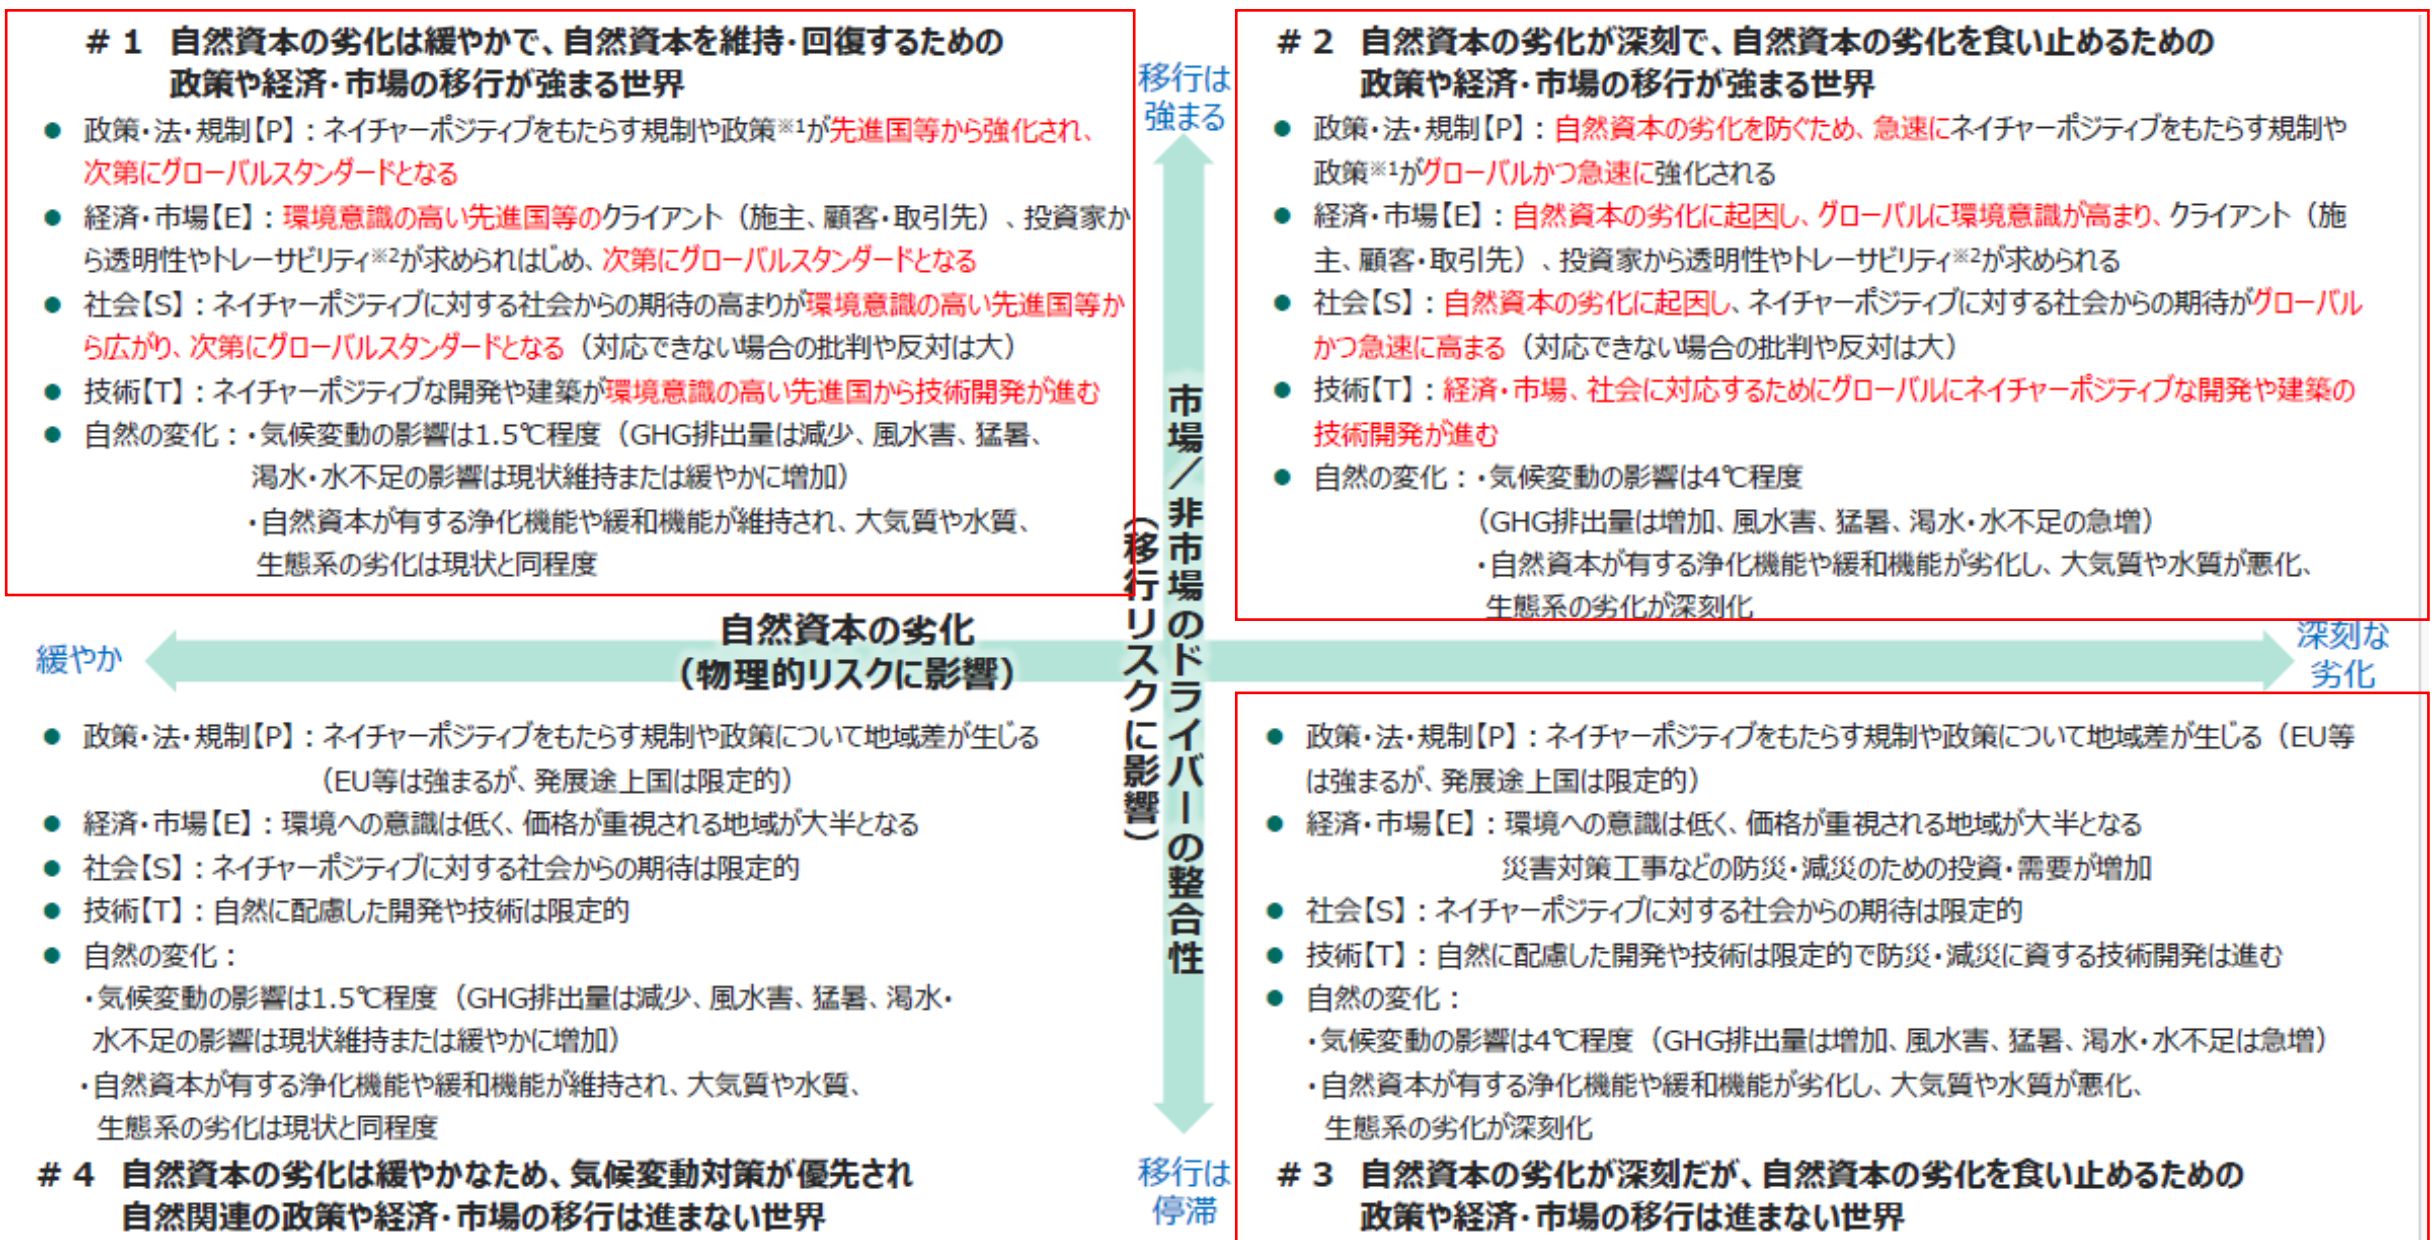 # 1 自然資本の劣化は緩やかで、自然資本を維持・回復するための
政策や経済・市場の移行が強まる世界
● 政策・法・規制【P】：ネイチャーポジティブをもたらす規制や政策※1が先進国等から強化され、
次第にグローバルスタンダードとなる
● 経済・市場【E】：環境意識の高い先進国等のクライアント（施主、顧客・取引先）、投資家か
ら透明性やトレーサビリティ※2が求められはじめ、次第にグローバルスタンダードとなる
● 社会【S】：ネイチャーポジティブに対する社会からの期待の高まりが環境意識の高い先進国等か
ら広がり、次第にグローバルスタンダードとなる（対応できない場合の批判や反対は大）
● 技術【T】：ネイチャーポジティブな開発や建築が環境意識の高い先進国から技術開発が進む
● 自然の変化：・気候変動の影響は1.5℃程度（GHG排出量は減少、風水害、猛暑、
渇水・水不足の影響は現状維持または緩やかに増加）
・自然資本が有する浄化機能や緩和機能が維持され、大気質や水質、
生態系の劣化は現状と同程度
移行は
強まる
# 2 自然資本の劣化が深刻で、自然資本の劣化を食い止めるための
政策や経済・市場の移行が強まる世界
● 政策・法・規制【P】：自然資本の劣化を防ぐため、急速にネイチャーポジティブをもたらす規制や
政策※1がグローバルかつ急速に強化される
● 経済・市場【E】：自然資本の劣化に起因し、グローバルに環境意識が高まり、クライアント（施
主、顧客・取引先）、投資家から透明性やトレーサビリティ※2が求められる
● 社会【S】：自然資本の劣化に起因し、ネイチャーポジティブに対する社会からの期待がグローバル
かつ急速に高まる（対応できない場合の批判や反対は大）
● 技術【T】：経済・市場、社会に対応するためにグローバルにネイチャーポジティブな開発や建築の
技術開発が進む
● 自然の変化：・気候変動の影響は4℃程度
（GHG排出量は増加、風水害、猛暑、渇水・水不足の急増）
・自然資本が有する浄化機能や緩和機能が劣化し、大気質や水質が悪化、
生態系の劣化が深刻化
市場／非市場のドライバーの整合性
（移行リスクに影響）
緩やか
自然資本の劣化
（物理的リスクに影響）
深刻な
劣化
● 政策・法・規制【P】：ネイチャーポジティブをもたらす規制や政策について地域差が生じる
（EU等は強まるが、発展途上国は限定的）
● 経済・市場【E】：環境への意識は低く、価格が重視される地域が大半となる
● 社会【S】：ネイチャーポジティブに対する社会からの期待は限定的
● 技術【T】：自然に配慮した開発や技術は限定的
● 自然の変化：
・気候変動の影響は1.5℃程度（GHG排出量は減少、風水害、猛暑、渇水・
水不足の影響は現状維持または緩やかに増加）
・自然資本が有する浄化機能や緩和機能が維持され、大気質や水質、
生態系の劣化は現状と同程度
# 4 自然資本の劣化は緩やかなため、気候変動対策が優先され
自然関連の政策や経済・市場の移行は進まない世界
移行は
停滞
● 政策・法・規制【P】：ネイチャーポジティブをもたらす規制や政策について地域差が生じる（EU等
は強まるが、発展途上国は限定的）
● 経済・市場【E】：環境への意識は低く、価格が重視される地域が大半となる
災害対策工事などの防災・減災のための投資・需要が増加
● 社会【S】：ネイチャーポジティブに対する社会からの期待は限定的
● 技術【T】：自然に配慮した開発や技術は限定的で防災・減災に資する技術開発は進む
● 自然の変化：
・気候変動の影響は4℃程度（GHG排出量は増加、風水害、猛暑、渇水・水不足は急増）
・自然資本が有する浄化機能や緩和機能が劣化し、大気質や水質が悪化、
生態系の劣化が深刻化
# 3 自然資本の劣化が深刻だが、自然資本の劣化を食い止めるための
政策や経済・市場の移行は進まない世界